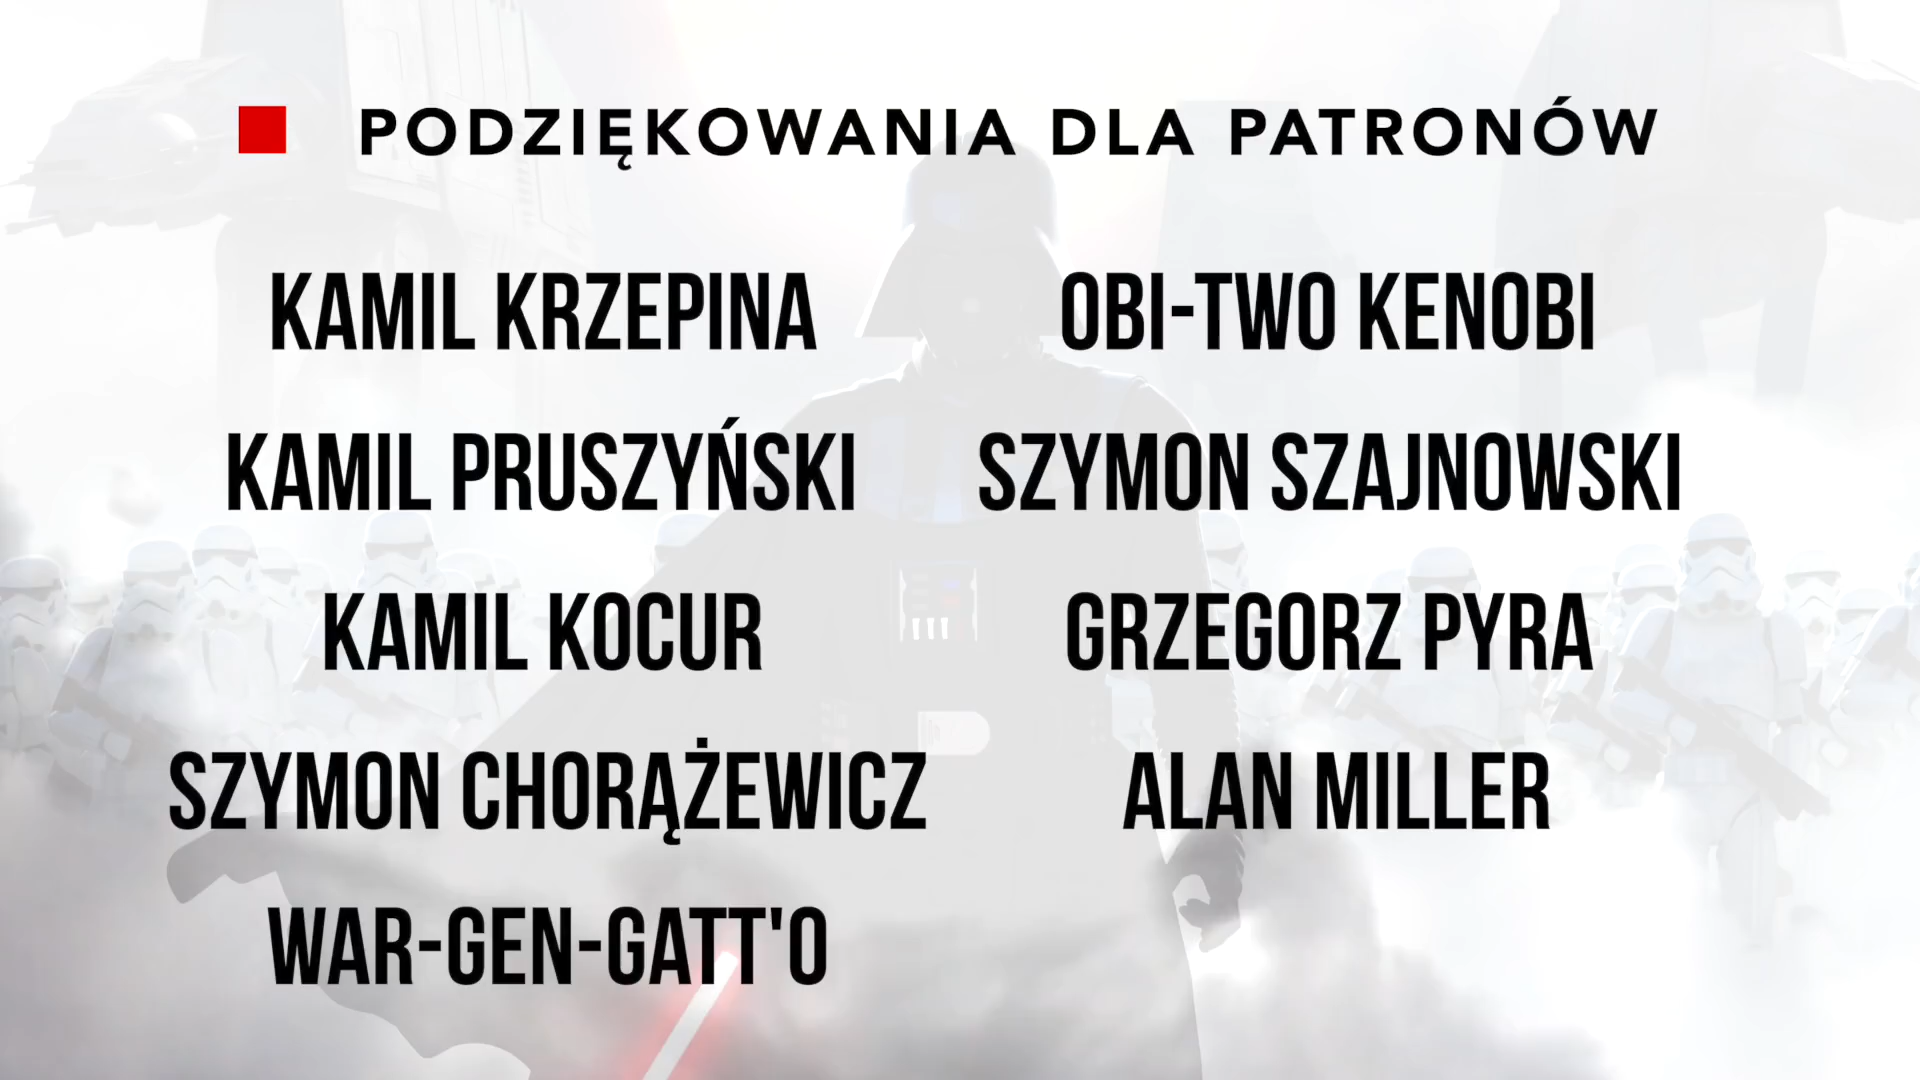 PODZIĘKOWANIA DLA PATRONÓW
KAMIL KRZEPINA
OBI-TWO KENOBI
KAMIL PRUSZYŃSKI
SZYMON SZAJNOWSKI
KAMIL KOCUR
GRZEGORZ PYRA
SZYMON CHORĄŻEWICZ
ALAN MILLER
WAR-GEN-GATT'O